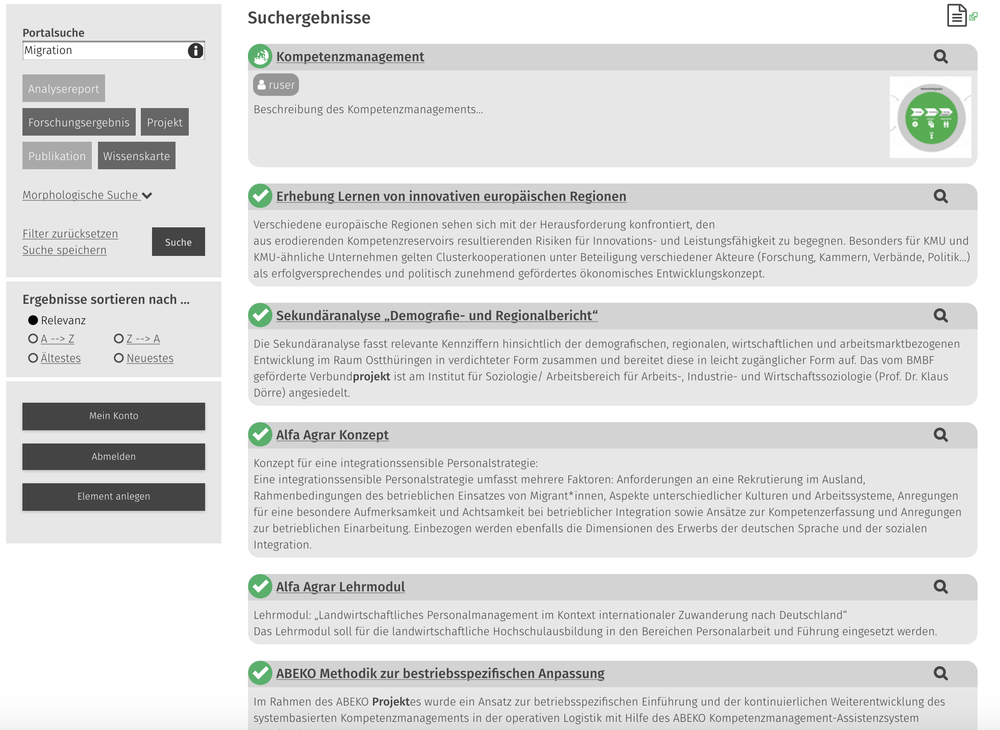 Portalsuche
Migration
Analysereport
Forschungsergebnis Projekt
Publikation Wissenskarte
Morphologische Suche
Filter zurücksetzen
Suche speichern
Suche
Ergebnisse sortieren nach ...
Relevanz
A --> Z Z --> A
Ältestes Neuestes
Mein Konto
Abmelden
Element anlegen
Suchergebnisse
Kompetenzmanagement
ruser
Beschreibung des Kompetenzmanagements...
Erhebung Lernen von innovativen europäischen Regionen
Verschiedene europäische Regionen sehen sich mit der Herausforderung konfrontiert, den
aus erodierenden Kompetenzreservoirs resultierenden Risiken für Innovations- und Leistungsfähigkeit zu begegnen. Besonders für KMU und
KMU-ähnliche Unternehmen gelten Clusterkooperationen unter Beteiligung verschiedener Akteure (Forschung, Kammern, Verbände, Politik...)
als erfolgversprechendes und politisch zunehmend gefördertes ökonomisches Entwicklungskonzept.
Sekundäranalyse „Demografie- und Regionalbericht“
Die Sekundäranalyse fasst relevante Kennziffern hinsichtlich der demografischen, regionalen, wirtschaftlichen und arbeitsmarktbezogenen
Entwicklung im Raum Ostthüringen in verdichteter Form zusammen und bereitet diese in leicht zugänglicher Form auf. Das vom BMBF
geförderte Verbundprojekt ist am Institut für Soziologie/ Arbeitsbereich für Arbeits-, Industrie- und Wirtschaftssoziologie (Prof. Dr. Klaus
Dörre) angesiedelt.
Alfa Agrar Konzept
Konzept für eine integrationssensible Personalstrategie:
Eine integrationssensible Personalstrategie umfasst mehrere Faktoren: Anforderungen an eine Rekrutierung im Ausland,
Rahmenbedingungen des betrieblichen Einsatzes von Migrant*innen, Aspekte unterschiedlicher Kulturen und Arbeitssysteme, Anregungen
für eine besondere Aufmerksamkeit und Achtsamkeit bei betrieblicher Integration sowie Ansätze zur Kompetenzerfassung und Anregungen
zur betrieblichen Einarbeitung. Einbezogen werden ebenfalls die Dimensionen des Erwerbs der deutschen Sprache und der sozialen
Integration.
Alfa Agrar Lehrmodul
Lehrmodul: „Landwirtschaftliches Personalmanagement im Kontext internationaler Zuwanderung nach Deutschland“
Das Lehrmodul soll für die landwirtschaftliche Hochschulausbildung in den Bereichen Personalarbeit und Führung eingesetzt werden.
ABEKO Methodik zur bestriebsspezifischen Anpassung
Im Rahmen des ABEKO Projektes wurde ein Ansatz zur betriebsspezifischen Einführung und der kontinuierlichen Weiterentwicklung des
systembasierten Kompetenzmanagements in der operativen Logistik mit Hilfe des ABEKO Kompetenzmanagement-Assistenzsystem